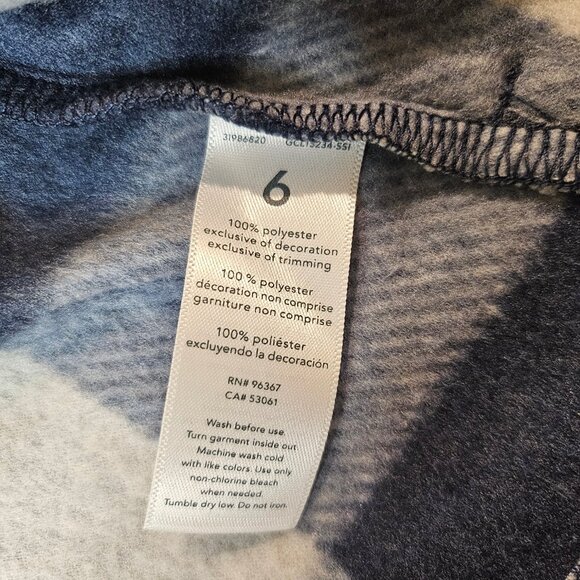 31986820 GCL15234-SSI
6
100% polyester
exclusive of decoration
exclusive of trimming
100 % polyester
décoration non comprise
garniture non comprise
100% poliéster
excluyendo la decoración
RN# 96367
CA# 53061
Wash before use.
Turn garment inside out
Machine wash cold
with like colors. Use only
non-chlorine bleach
when needed.
Tumble dry low. Do not iron.